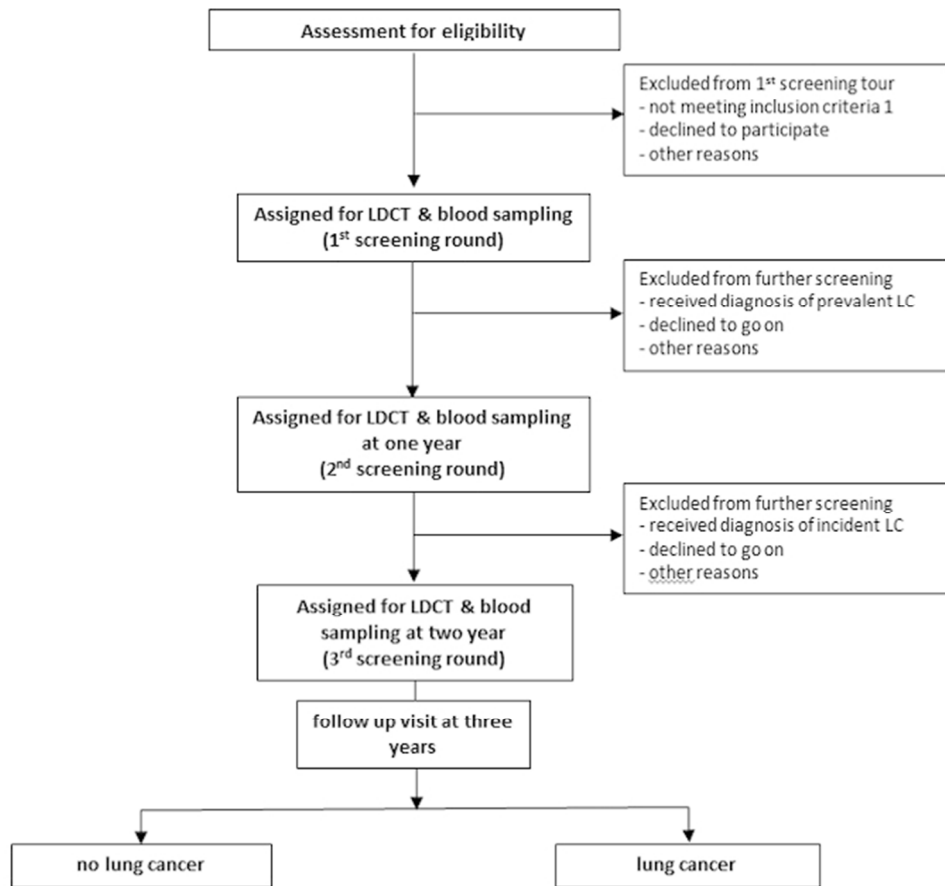 Assessment for eligibility
Excluded from 1st screening tour
- not meeting inclusion criteria 1
- declined to participate
- other reasons
Assigned for LDCT & blood sampling
(1st screening round)
Excluded from further screening
- received diagnosis of prevalent LC
- declined to go on
- other reasons
Assigned for LDCT & blood sampling
at one year
(2nd screening round)
Excluded from further screening
- received diagnosis of incident LC
- declined to go on
- other reasons
Assigned for LDCT & blood
sampling at two year
(3rd screening round)
follow up visit at three
years
no lung cancer
lung cancer